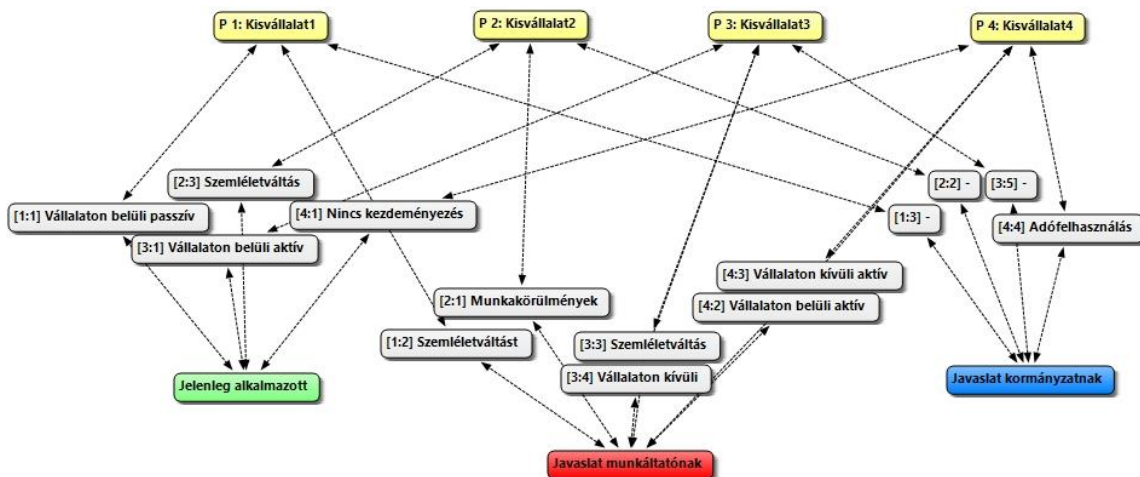 P 1: Kisvállalat1
P 2: Kisvállalat2
P 3: Kisvállalat3
P 4: Kisvállalat4
[2:3] Szemléletváltás
[2:2] -
[3:5] -
[1:1] Vállalaton belüli passzív
[4:1] Nincs kezdeményezés
[1:3] -
[4:4] Adófelhasználás
[3:1] Vállalaton belüli aktív
[4:3] Vállalaton kívüli aktív
[2:1] Munkakörülmények
[4:2] Vállalaton belüli aktív
[1:2] Szemléletváltást
[3:3] Szemléletváltás
[3:4] Vállalaton kívüli
Jelenleg alkalmazott
Javaslat kormányzatnak
Javaslat munkáltatónak